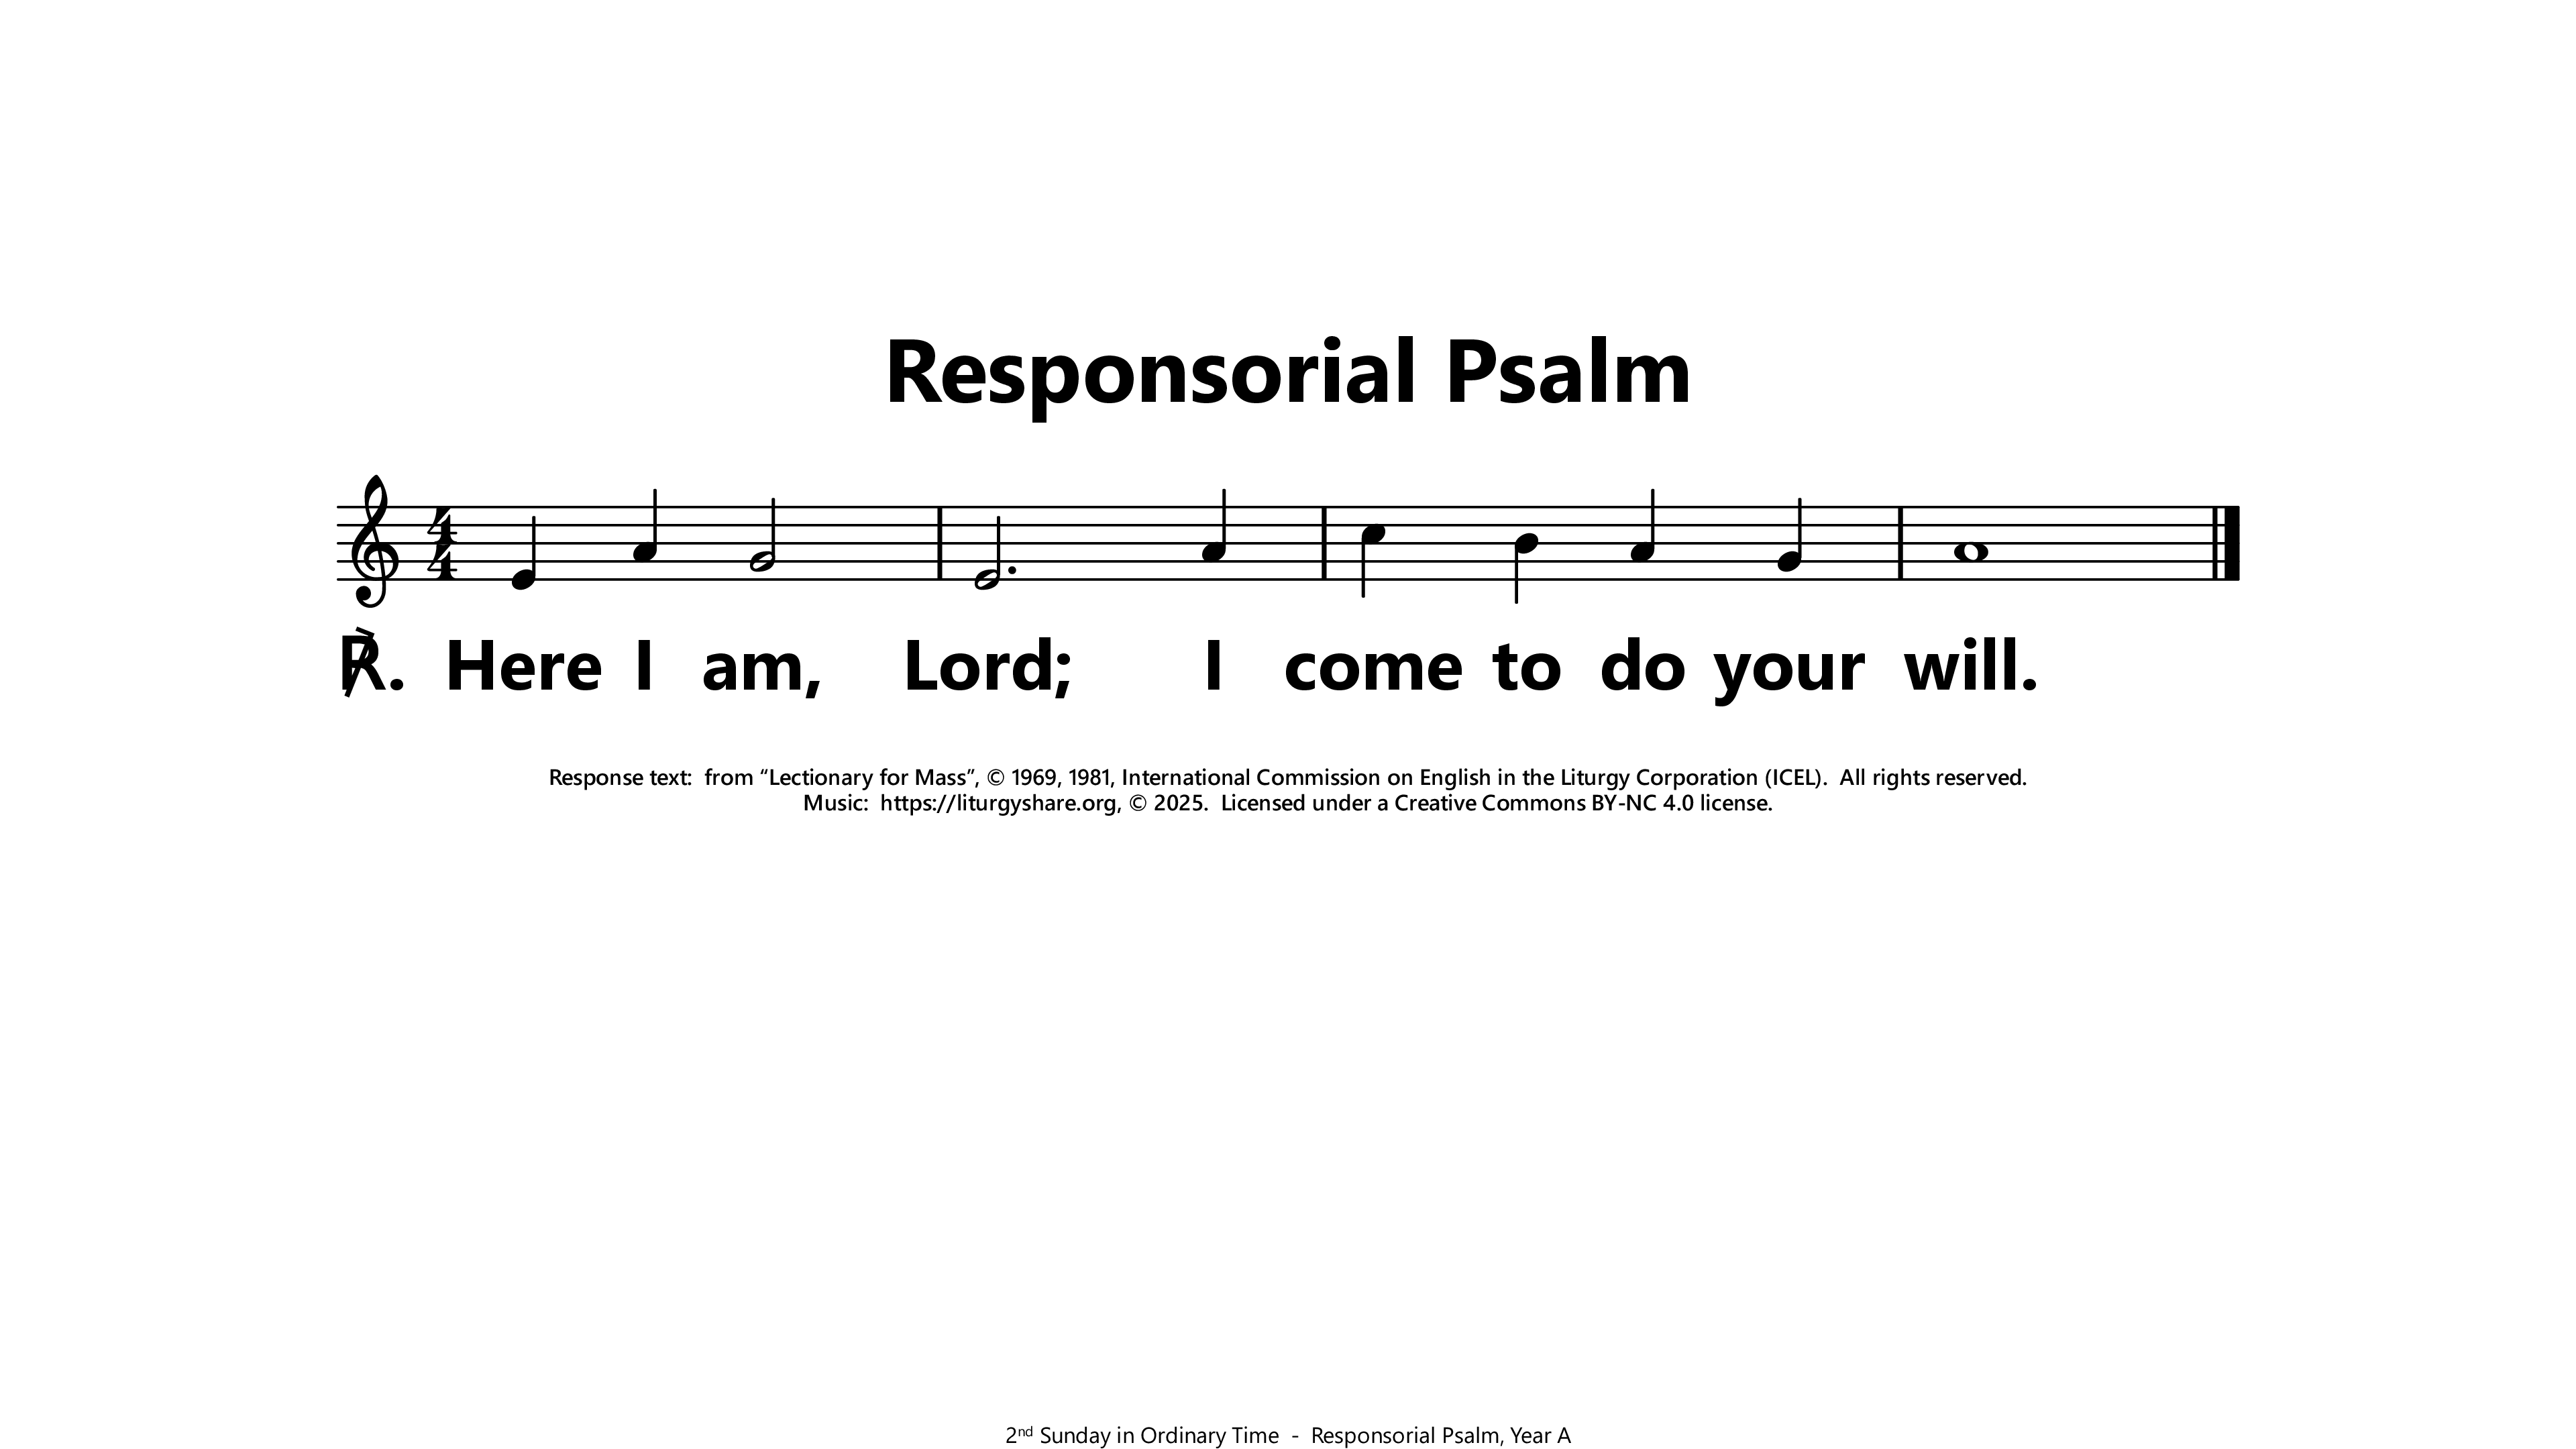 Responsorial Psalm
4
4
℟. Here I am, Lord; I come to do your will.
Response text:  from “Lectionary for Mass”, © 1969, 1981, International Commission on English in the Liturgy Corporation (ICEL).  All rights reserved.
Music:  https://liturgyshare.org, © 2025.  Licensed under a Creative Commons BY-NC 4.0 license.
2nd Sunday in Ordinary Time  -  Responsorial Psalm, Year A